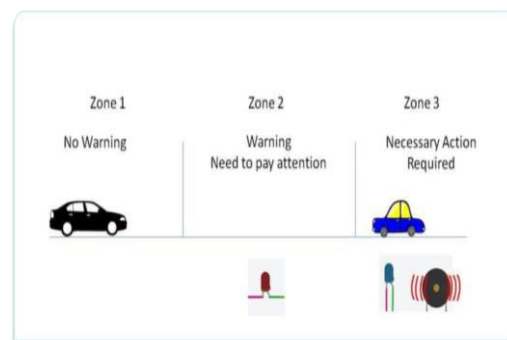 Zone 1
No Warning
Zone 2
Warning
Need to pay attention
Zone 3
Necessary Action
Required